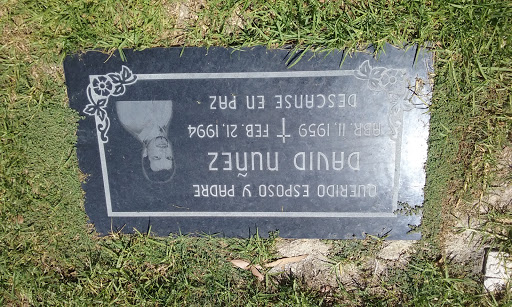 QUERIDO ESPOSO Y PADRE
DAVID NUÑEZ
ABR. 11, 1959 † FEB. 21, 1994
DESCANSE EN PAZ